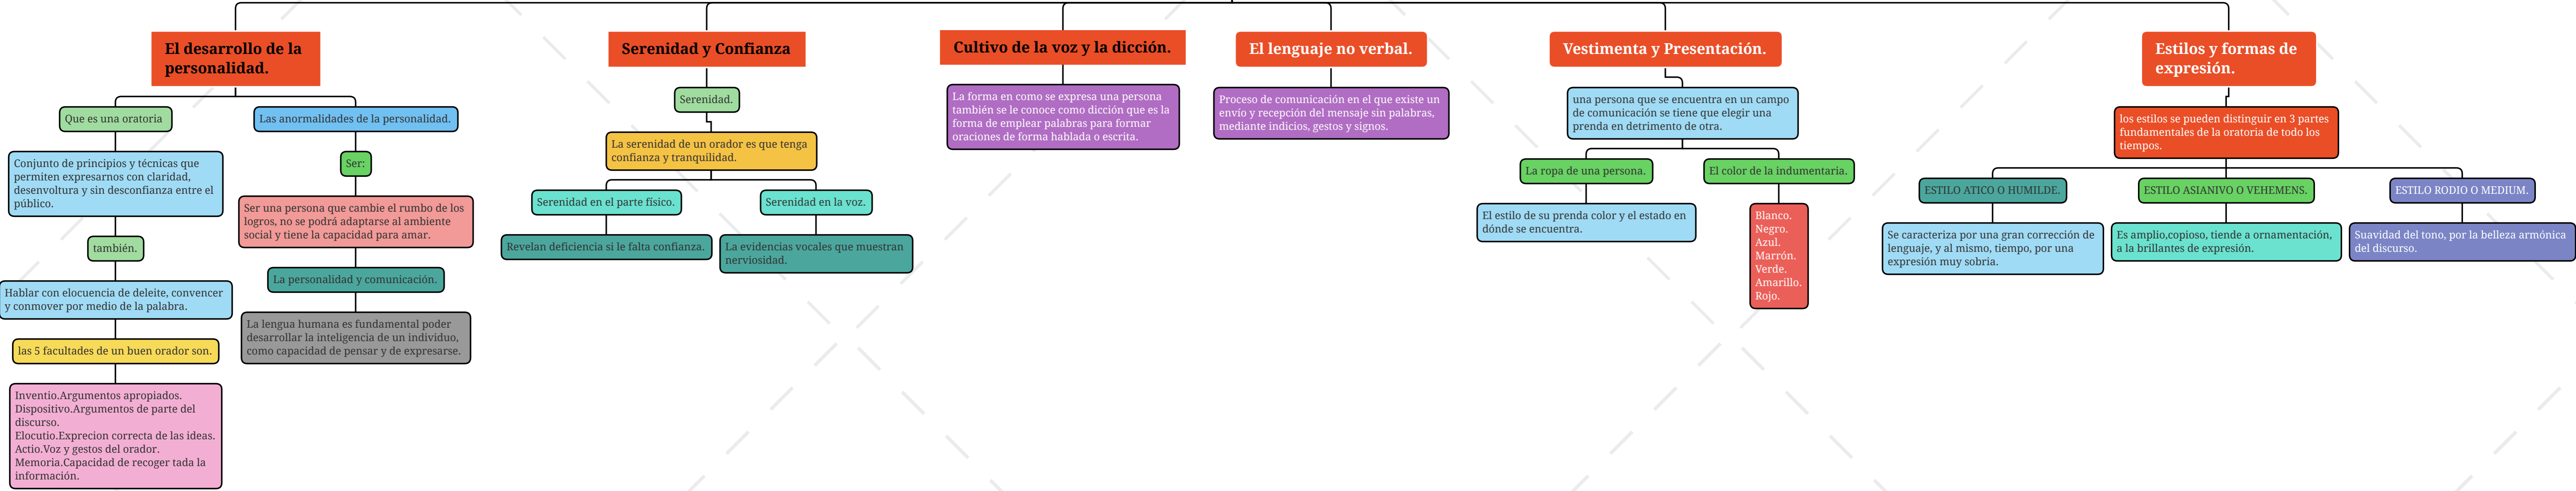 El desarrollo de la
personalidad.
Que es una oratoria
Conjunto de principios y técnicas que
permiten expresarnos con claridad,
desenvoltura y sin desconfianza entre el
público.
también.
Hablar con elocuencia de deleite, convencer
y conmover por medio de la palabra.
las 5 facultades de un buen orador son.
Inventio.Argumentos apropiados.
Dispositivo.Argumentos de parte del
discurso.
Elocutio.Exprecion correcta de las ideas.
Actio.Voz y gestos del orador.
Memoria.Capacidad de recoger tada la
información.
Las anormalidades de la personalidad.
Ser:
Ser una persona que cambie el rumbo de los
logros, no se podrá adaptarse al ambiente
social y tiene la capacidad para amar.
La personalidad y comunicación.
La lengua humana es fundamental poder
desarrollar la inteligencia de un individuo,
como capacidad de pensar y de expresarse.
Serenidad y Confianza
Serenidad.
La serenidad de un orador es que tenga
confianza y tranquilidad.
Serenidad en el parte físico.
Revelan deficiencia si le falta confianza.
Serenidad en la voz.
La evidencias vocales que muestran
nerviosidad.
Cultivo de la voz y la dicción.
La forma en como se expresa una persona
también se le conoce como dicción que es la
forma de emplear palabras para formar
oraciones de forma hablada o escrita.
El lenguaje no verbal.
Proceso de comunicación en el que existe un
envío y recepción del mensaje sin palabras,
mediante indicios, gestos y signos.
Vestimenta y Presentación.
una persona que se encuentra en un campo
de comunicación se tiene que elegir una
prenda en detrimento de otra.
La ropa de una persona.
El estilo de su prenda color y el estado en
dónde se encuentra.
El color de la indumentaria.
Blanco.
Negro.
Azul.
Marrón.
Verde.
Amarillo.
Rojo.
Estilos y formas de
expresión.
los estilos se pueden distinguir en 3 partes
fundamentales de la oratoria de todo los
tiempos.
ESTILO ATICO O HUMILDE.
Se caracteriza por una gran corrección de
lenguaje, y al mismo, tiempo, por una
expresión muy sobria.
ESTILO ASIANIVO O VEHEMENS.
Es amplio,copioso, tiende a ornamentación,
a la brillantes de expresión.
ESTILO RODIO O MEDIUM.
Suavidad del tono, por la belleza armónica
del discurso.